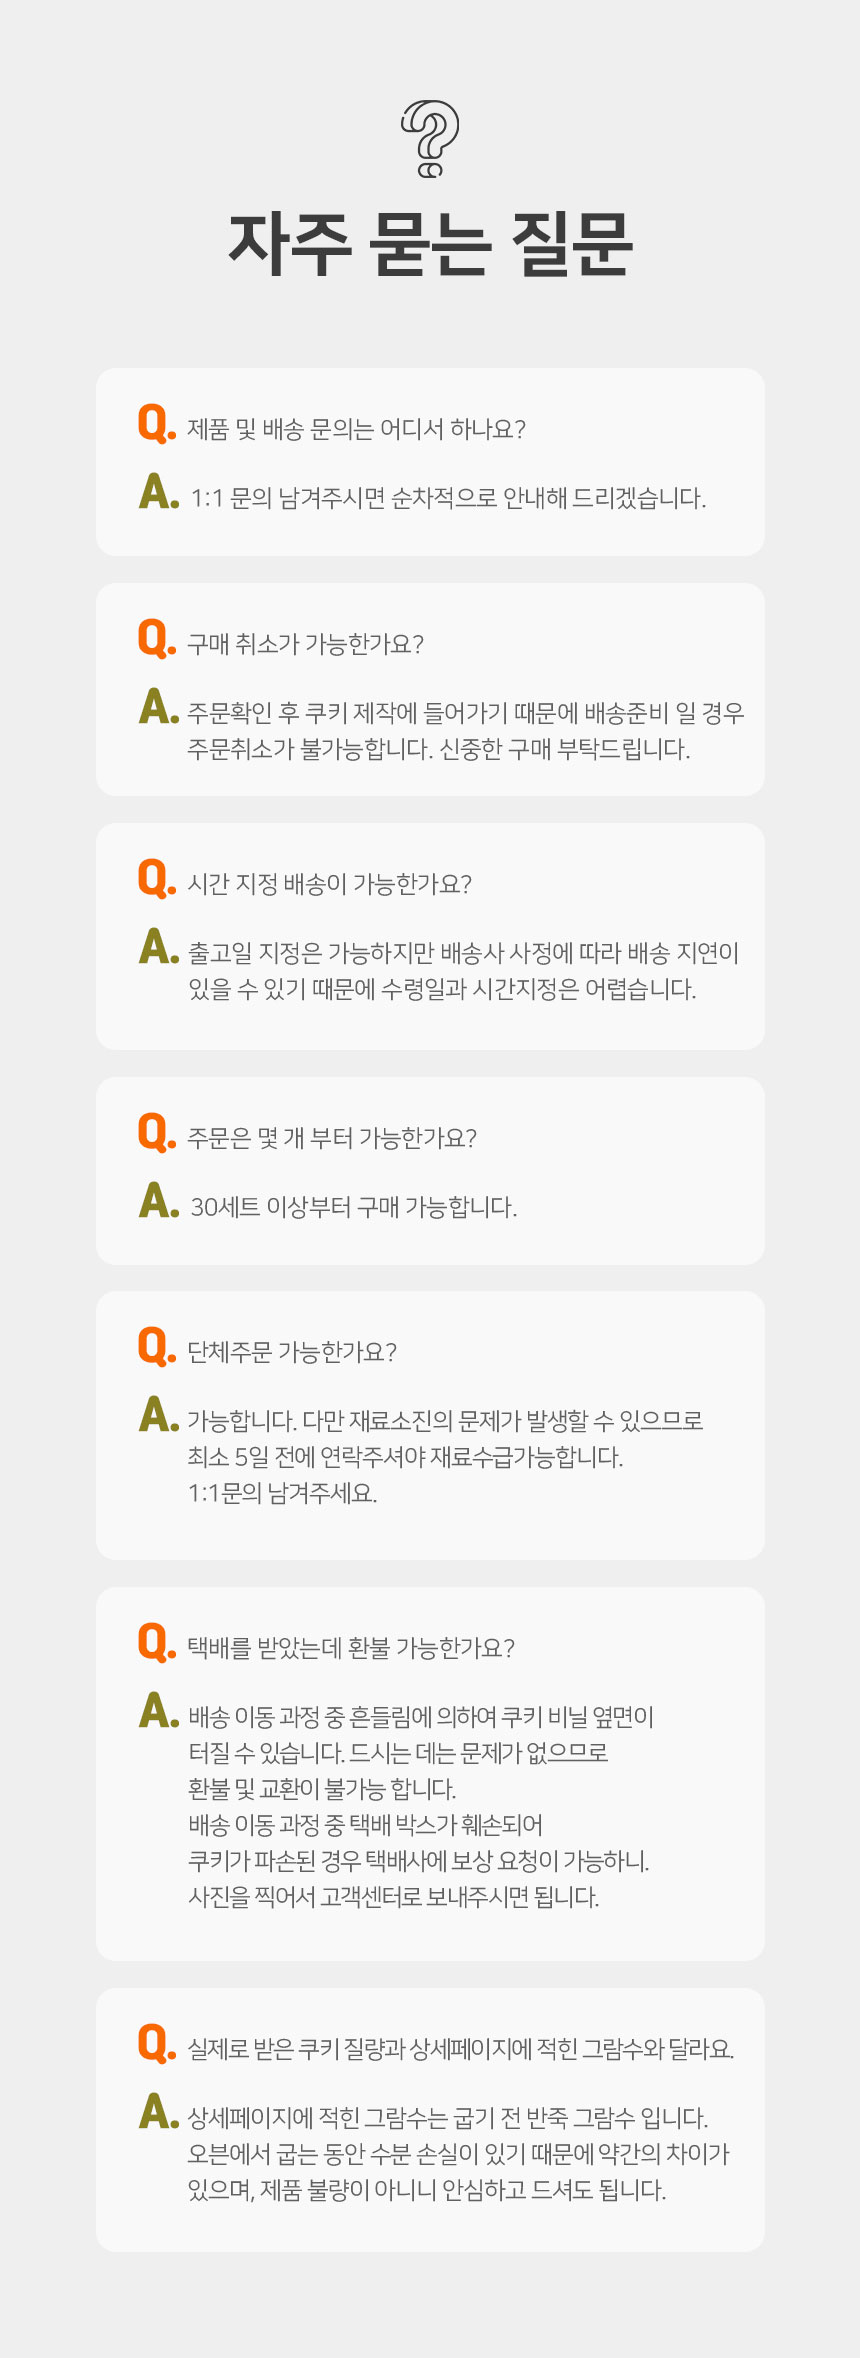 자주 묻는 질문
Q. 제품 및 배송 문의는 어디서 하나요?
A. 1:1 문의 남겨주시면 순차적으로 안내해 드리겠습니다.
Q. 구매 취소가 가능한가요?
A. 주문확인 후 쿠키 제작에 들어가기 때문에 배송준비 일 경우
주문취소가 불가능합니다. 신중한 구매 부탁드립니다.
Q. 시간 지정 배송이 가능한가요?
A. 출고일 지정은 가능하지만 배송사 사정에 따라 배송 지연이
있을 수 있기 때문에 수령일과 시간지정은 어렵습니다.
Q. 주문은 몇 개 부터 가능한가요?
A. 30세트 이상부터 구매 가능합니다.
Q. 단체주문 가능한가요?
A. 가능합니다. 다만 재료소진의 문제가 발생할 수 있으므로
최소 5일 전에 연락주셔야 재료수급가능합니다.
1:1문의 남겨주세요.
Q. 택배를 받았는데 환불 가능한가요?
A. 배송 이동 과정 중 흔들림에 의하여 쿠키 비닐 옆면이
터질 수 있습니다. 드시는 데는 문제가 없으므로
환불 및 교환이 불가능 합니다.
배송 이동 과정 중 택배 박스가 훼손되어
쿠키가 파손된 경우 택배사에 보상 요청이 가능하니.
사진을 찍어서 고객센터로 보내주시면 됩니다.
Q. 실제로 받은 쿠키 질량과 상세페이지에 적힌 그람수와 달라요.
A. 상세페이지에 적힌 그람수는 굽기 전 반죽 그람수 입니다.
오븐에서 굽는 동안 수분 손실이 있기 때문에 약간의 차이가
있으며, 제품 불량이 아니니 안심하고 드셔도 됩니다.